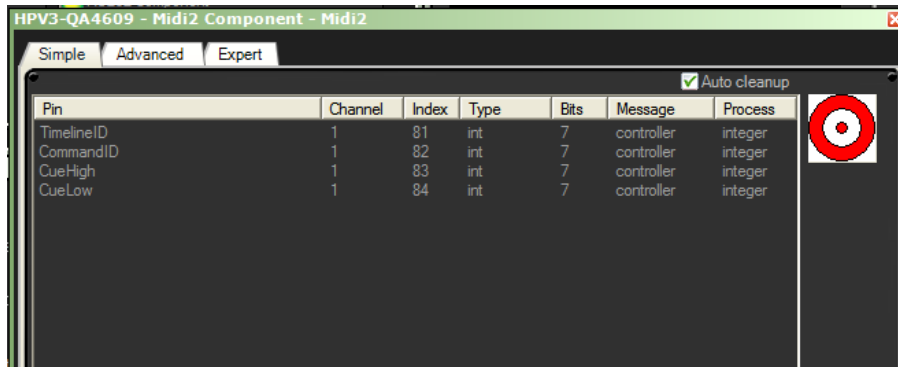 HPV3-QA4609 - Midi2 Component - Midi2
Simple Advanced Expert
Auto cleanup
Pin Channel Index Type Bits Message Process
TimelineID 1 81 int 7 controller integer
CommandID 1 82 int 7 controller integer
CueHigh 1 83 int 7 controller integer
CueLow 1 84 int 7 controller integer